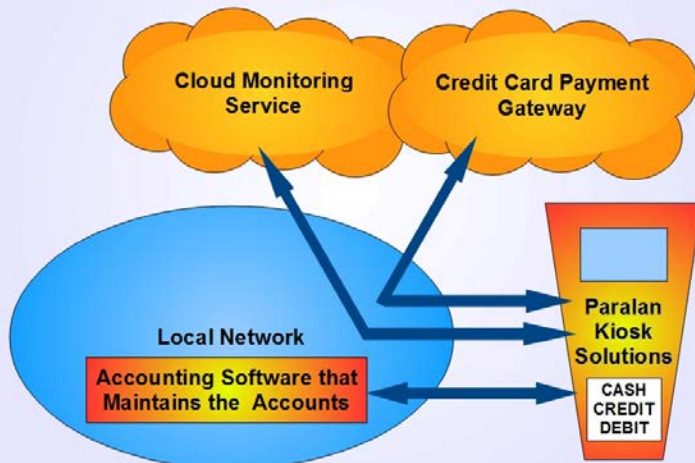 Cloud Monitoring
Service
Credit Card Payment
Gateway
Local Network
Accounting Software that
Maintains the Accounts
Paralan
Kiosk
Solutions
CASH
CREDIT
DEBIT